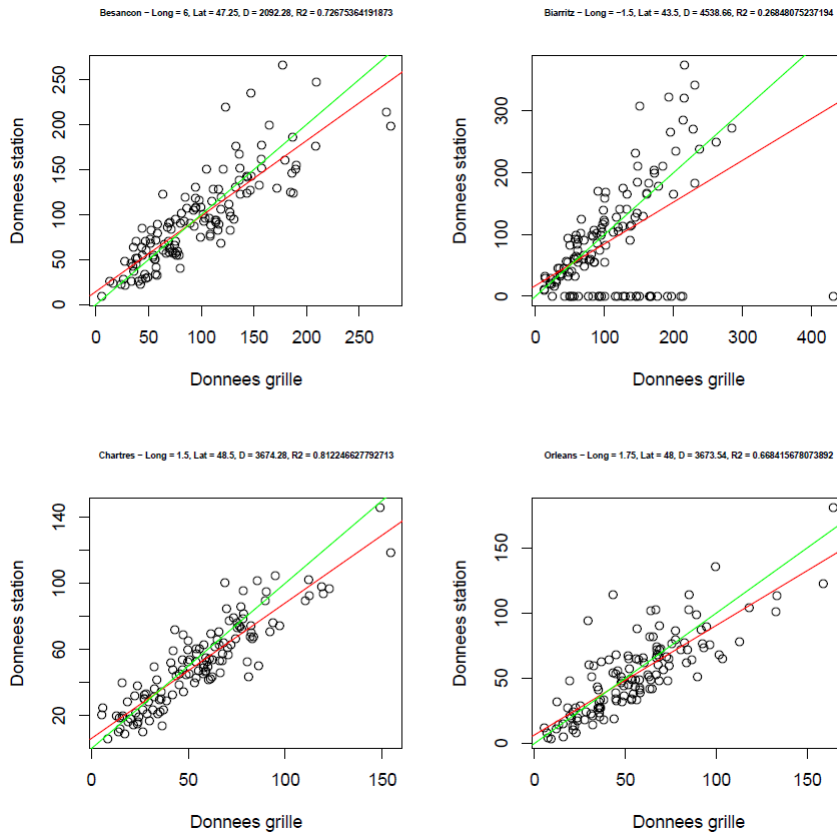 Besancon − Long = 6, Lat = 47.25, D = 2092.28, R2 = 0.72675364191873
250
200
150
100
50
0
Donnees station
0 50 100 150 200 250
Donnees grille
Biarritz − Long = −1.5, Lat = 43.5, D = 4538.66, R2 = 0.26848075237194
300
200
100
0
Donnees station
0 100 200 300 400
Donnees grille
Chartres − Long = 1.5, Lat = 48.5, D = 3674.28, R2 = 0.812246627792713
140
100
60
20
Donnees station
0 50 100 150
Donnees grille
Orleans − Long = 1.75, Lat = 48, D = 3673.54, R2 = 0.668415678073892
150
100
50
0
Donnees station
0 50 100 150
Donnees grille